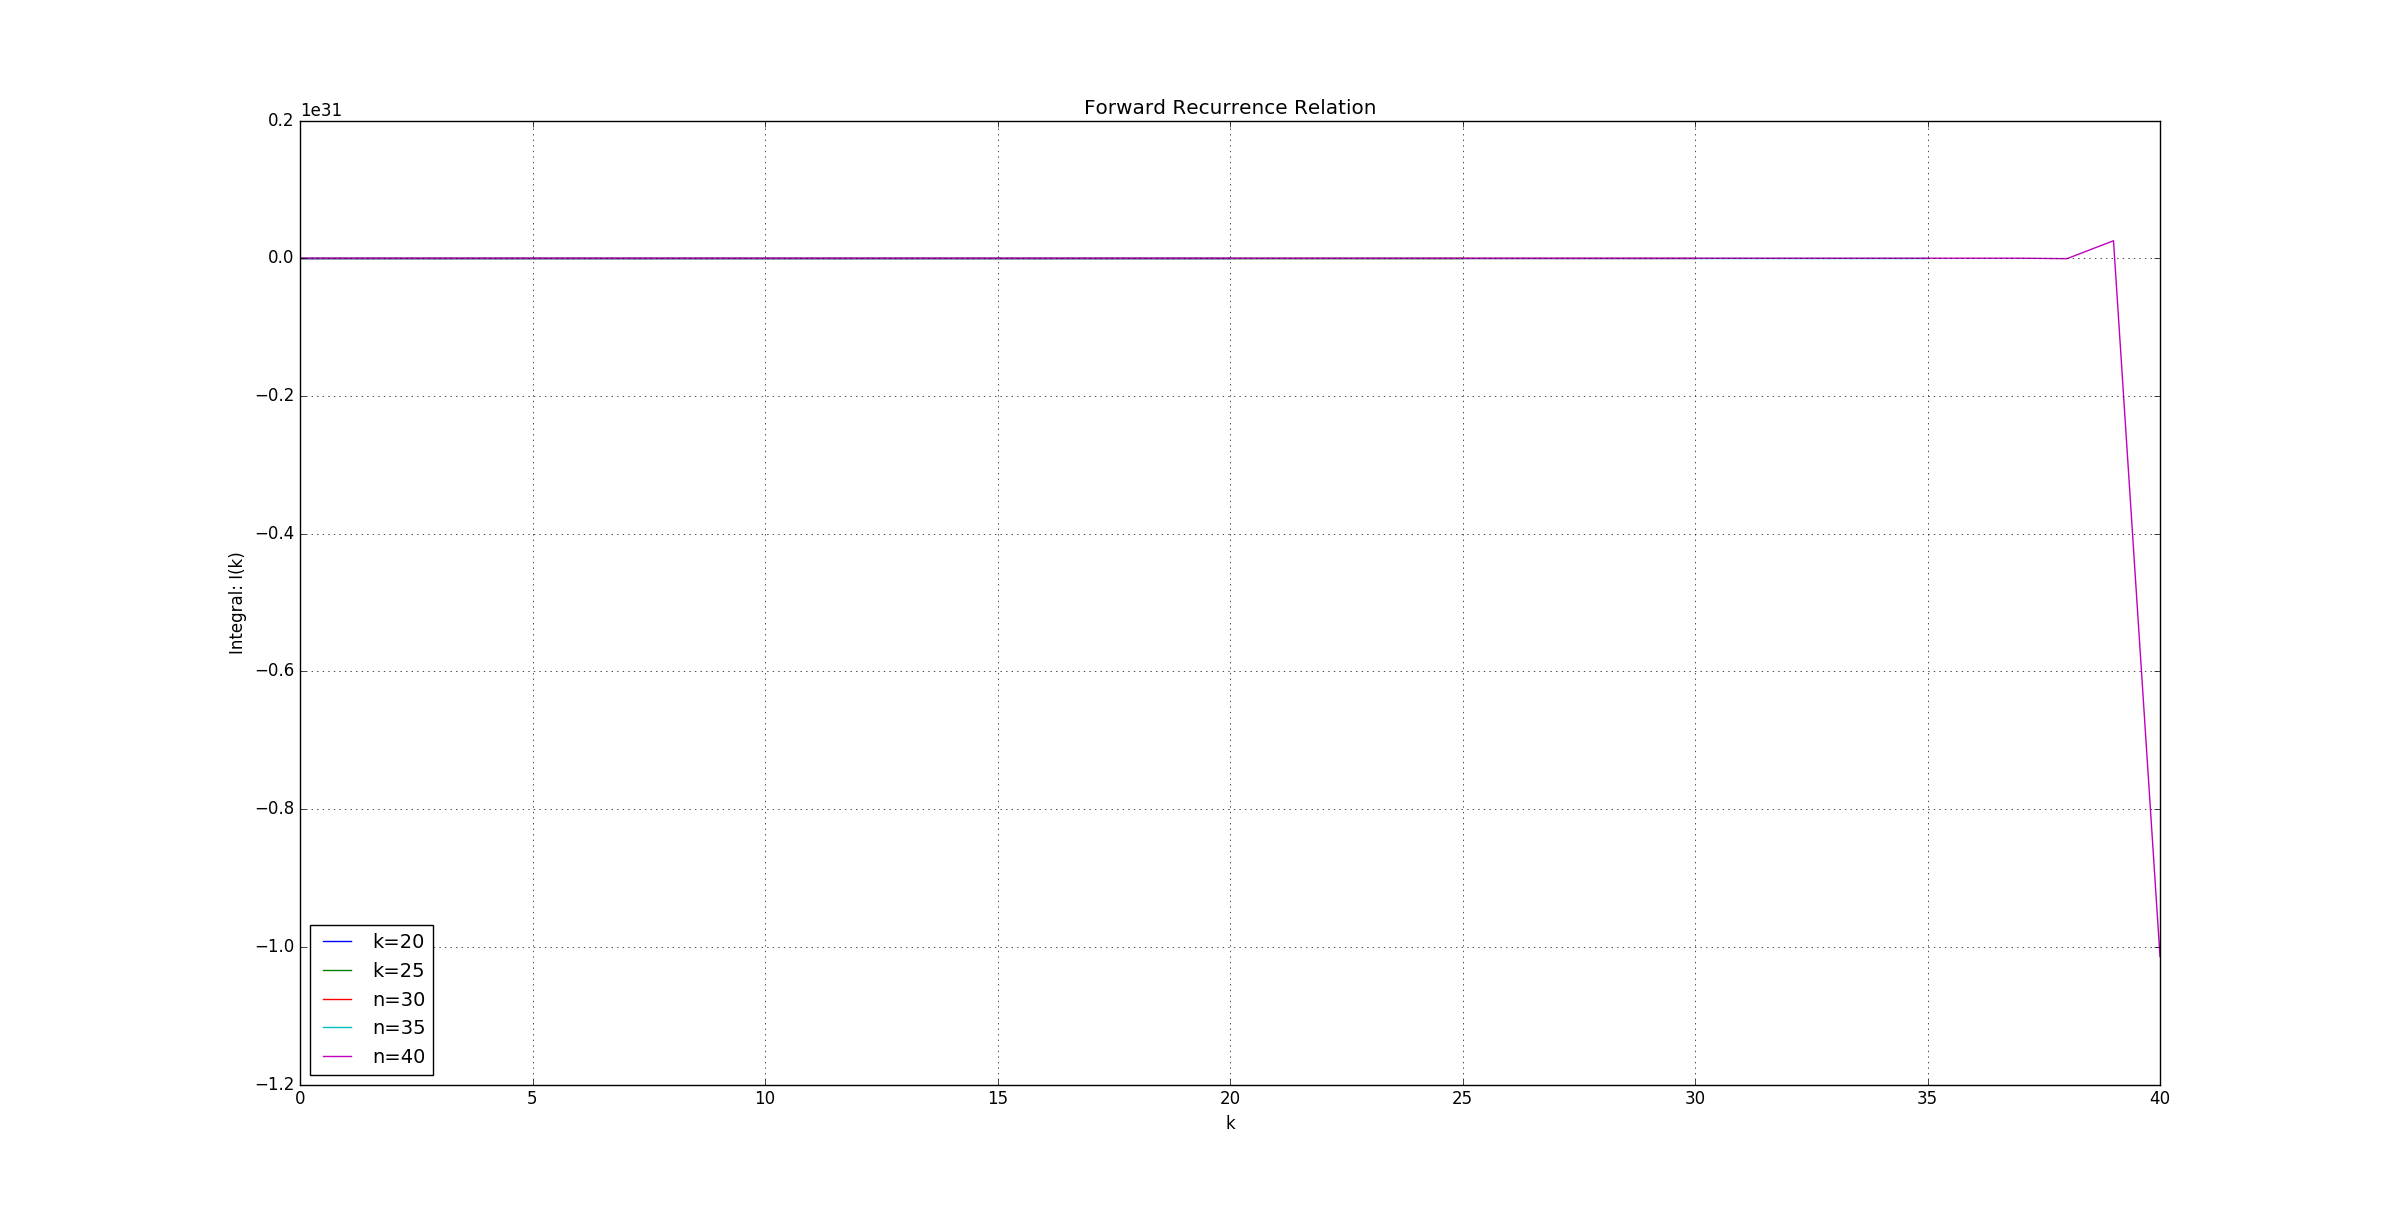 Forward Recurrence Relation
1e31
0.2
0.0
−0.2
−0.4
−0.6
−0.8
−1.0
−1.2
Integral: I(k)
k=20
k=25
n=30
n=35
n=40
0 5 10 15 20 25 30 35 40
k